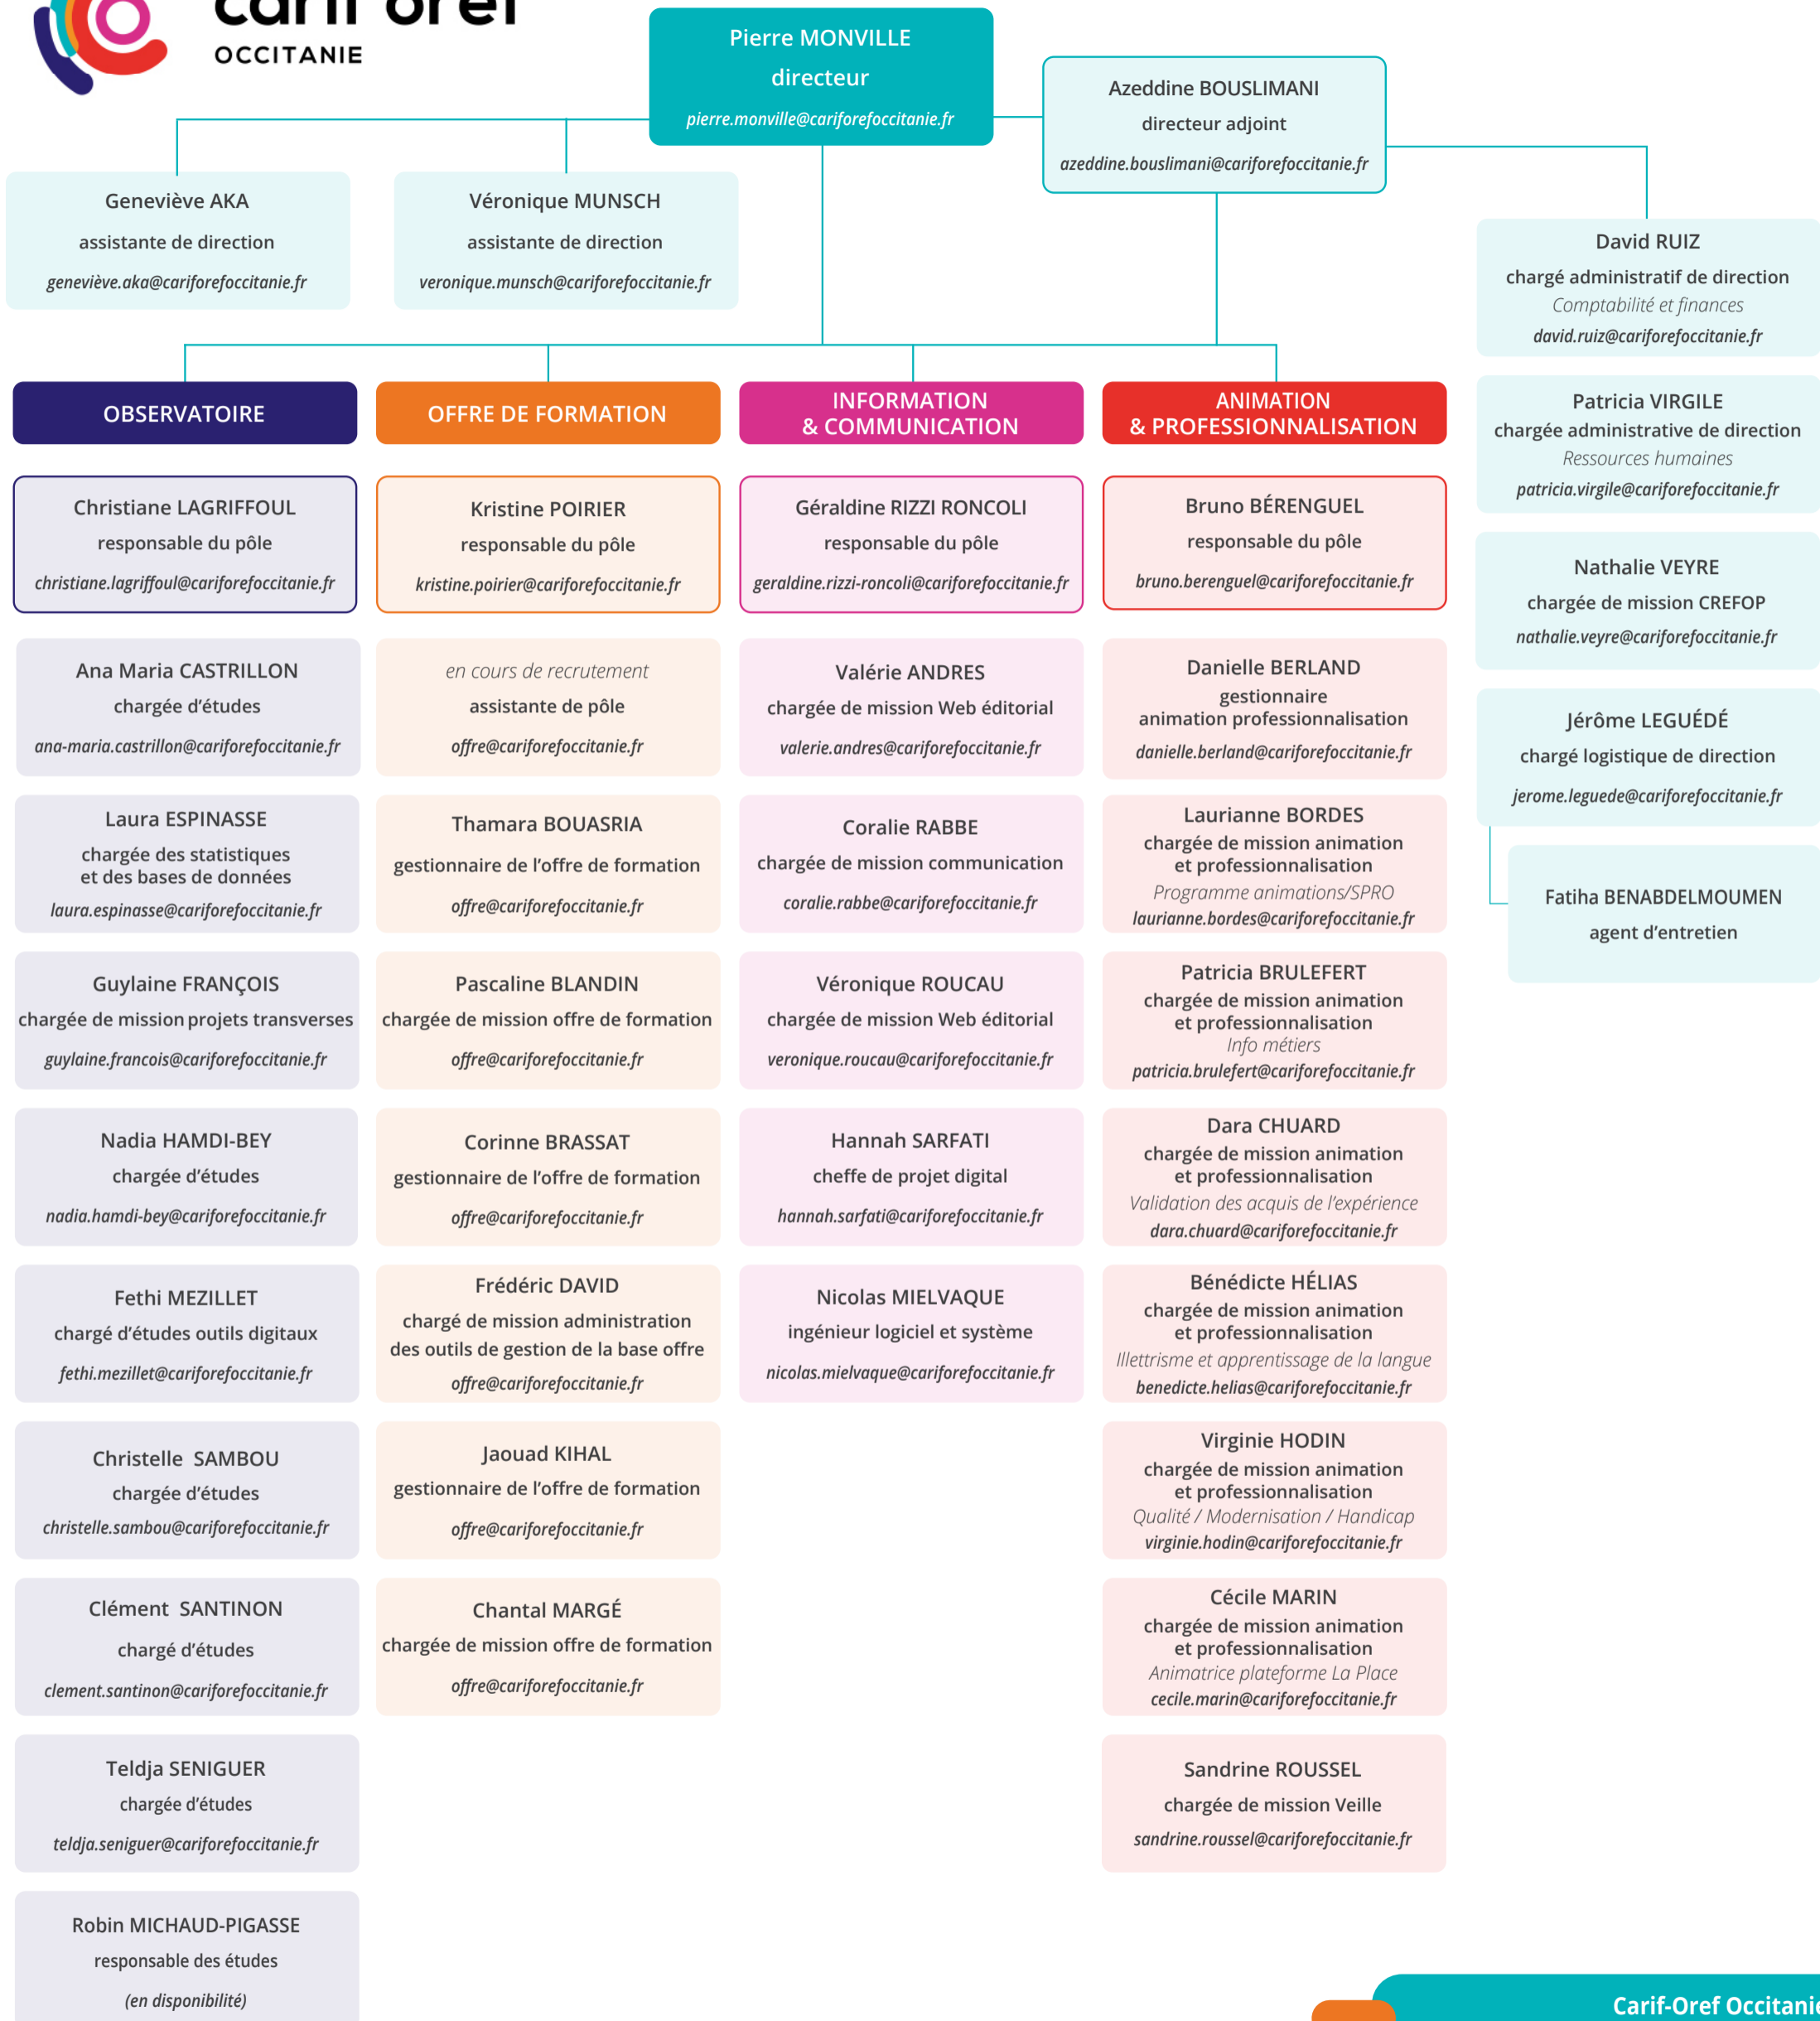 carif oref
OCCITANIE
Pierre MONVILLE
directeur
pierre.monville@cariforefoccitanie.fr
Azeddine BOUSLIMANI
directeur adjoint
azeddine.bouslimani@cariforefoccitanie.fr
Geneviève AKA
assistante de direction
geneviève.aka@cariforefoccitanie.fr
Véronique MUNSCH
assistante de direction
veronique.munsch@cariforefoccitanie.fr
David RUIZ
chargé administratif de direction
Comptabilité et finances
david.ruiz@cariforefoccitanie.fr
Patricia VIRGILE
chargée administrative de direction
Ressources humaines
patricia.virgile@cariforefoccitanie.fr
Nathalie VEYRE
chargée de mission CREFOP
nathalie.veyre@cariforefoccitanie.fr
Jérôme LEGUÉDÉ
chargé logistique de direction
jerome.leguede@cariforefoccitanie.fr
Fatiha BENABDELMOUMEN
agent d'entretien
OBSERVATOIRE
Christiane LAGRIFFOUL
responsable du pôle
christiane.lagriffoul@cariforefoccitanie.fr
Ana Maria CASTRILLON
chargée d'études
ana-maria.castrillon@cariforefoccitanie.fr
Laura ESPINASSE
chargée des statistiques
et des bases de données
laura.espinasse@cariforefoccitanie.fr
Guylaine FRANÇOIS
chargée de mission projets transverses
guylaine.francois@cariforefoccitanie.fr
Nadia HAMDI-BEY
chargée d'études
nadia.hamdi-bey@cariforefoccitanie.fr
Fethi MEZILLET
chargé d'études outils digitaux
fethi.mezillet@cariforefoccitanie.fr
Christelle SAMBOU
chargée d'études
christelle.sambou@cariforefoccitanie.fr
Clément SANTINON
chargé d'études
clement.santinon@cariforefoccitanie.fr
Teldja SENIGUER
chargée d'études
teldja.seniguer@cariforefoccitanie.fr
Robin MICHAUD-PIGASSE
responsable des études
(en disponibilité)
OFFRE DE FORMATION
Kristine POIRIER
responsable du pôle
kristine.poirier@cariforefoccitanie.fr
en cours de recrutement
assistante de pôle
offre@cariforefoccitanie.fr
Thamara BOUASRIA
gestionnaire de l'offre de formation
offre@cariforefoccitanie.fr
Pascaline BLANDIN
chargée de mission offre de formation
offre@cariforefoccitanie.fr
Corinne BRASSAT
gestionnaire de l'offre de formation
offre@cariforefoccitanie.fr
Frédéric DAVID
chargé de mission administration
des outils de gestion de la base offre
offre@cariforefoccitanie.fr
Jaouad KIHAL
gestionnaire de l'offre de formation
offre@cariforefoccitanie.fr
Chantal MARGÉ
chargée de mission offre de formation
offre@cariforefoccitanie.fr
INFORMATION
& COMMUNICATION
Géraldine RIZZI RONCOLI
responsable du pôle
geraldine.rizzi-roncoli@cariforefoccitanie.fr
Valérie ANDRES
chargée de mission Web éditorial
valerie.andres@cariforefoccitanie.fr
Coralie RABBE
chargée de mission communication
coralie.rabbe@cariforefoccitanie.fr
Véronique ROUCAU
chargée de mission Web éditorial
veronique.roucau@cariforefoccitanie.fr
Hannah SARFATI
cheffe de projet digital
hannah.sarfati@cariforefoccitanie.fr
Nicolas MIELVAQUE
ingénieur logiciel et système
nicolas.mielvaque@cariforefoccitanie.fr
ANIMATION
& PROFESSIONNALISATION
Bruno BÉRENGUEL
responsable du pôle
bruno.berenguel@cariforefoccitanie.fr
Danielle BERLAND
gestionnaire
animation professionnalisation
danielle.berland@cariforefoccitanie.fr
Laurianne BORDES
chargée de mission animation
et professionnalisation
Programme animations/SPRO
laurianne.bordes@cariforefoccitanie.fr
Patricia BRULEFERT
chargée de mission animation
et professionnalisation
Info métiers
patricia.brulefert@cariforefoccitanie.fr
Dara CHUARD
chargée de mission animation
et professionnalisation
Validation des acquis de l'expérience
dara.chuard@cariforefoccitanie.fr
Bénédicte HÉLIAS
chargée de mission animation
et professionnalisation
Illettrisme et apprentissage de la langue
benedicte.helias@cariforefoccitanie.fr
Virginie HODIN
chargée de mission animation
et professionnalisation
Qualité / Modernisation / Handicap
virginie.hodin@cariforefoccitanie.fr
Cécile MARIN
chargée de mission animation
et professionnalisation
Animatrice plateforme La Place
cecile.marin@cariforefoccitanie.fr
Sandrine ROUSSEL
chargée de mission Veille
sandrine.roussel@cariforefoccitanie.fr
Carif-Oref Occitanie